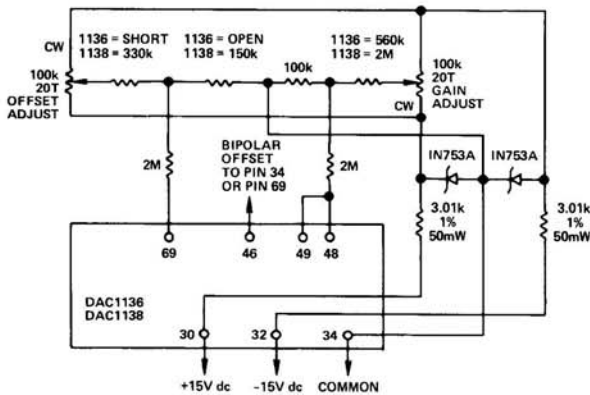 CW
1136 = SHORT
1138 = 330k
1136 = OPEN
1138 = 150k
100k
1136 = 560k
1138 = 2M
100k
20T
OFFSET
ADJUST
100k
20T
GAIN
ADJUST
CW
2M
BIPOLAR
OFFSET
TO PIN 34
OR PIN 69
2M
IN753A
IN753A
3.01k
1%
50mW
3.01k
1%
50mW
69
46
49
48
DAC1136
DAC1138
30
32
34
+15V dc
-15V dc
COMMON